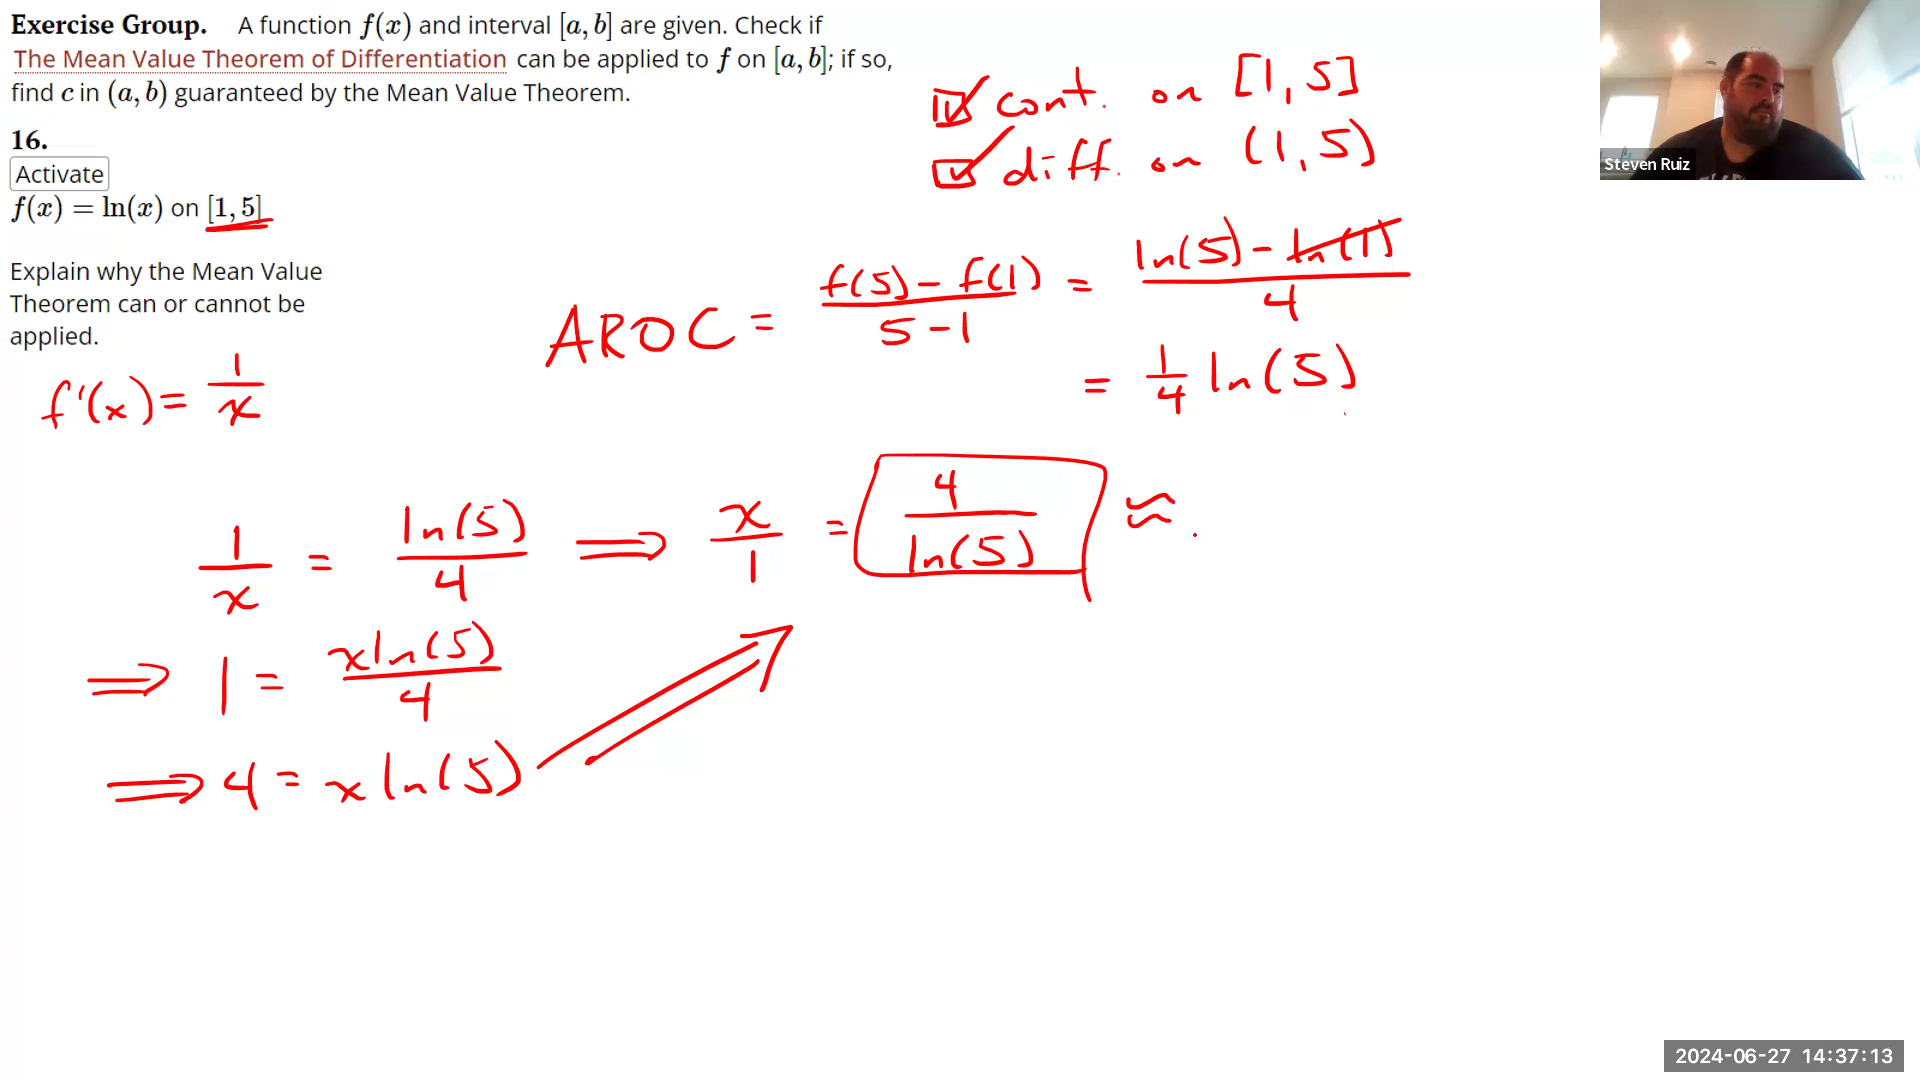 Exercise Group. A function f(x) and interval [a, b] are given. Check if
The Mean Value Theorem of Differentiation can be applied to f on [a, b]; if so,
find c in (a, b) guaranteed by the Mean Value Theorem.
16.
Activate
f(x) = ln(x) on [1, 5]
Explain why the Mean Value
Theorem can or cannot be
applied.
cont. on [1, 5]
diff. on (1, 5)
Steven Ruiz
AROC = f(5) - f(1) / 5 - 1 = ln(5) - ln(1) / 4
= 1/4 ln(5)
f'(x) = 1/x
1/x = ln(5)/4 ⟹ x/1 = 4/ln(5) ≈
⟹ 1 = x ln(5)/4
⟹ 4 = x ln(5)
2024-06-27 14:37:13